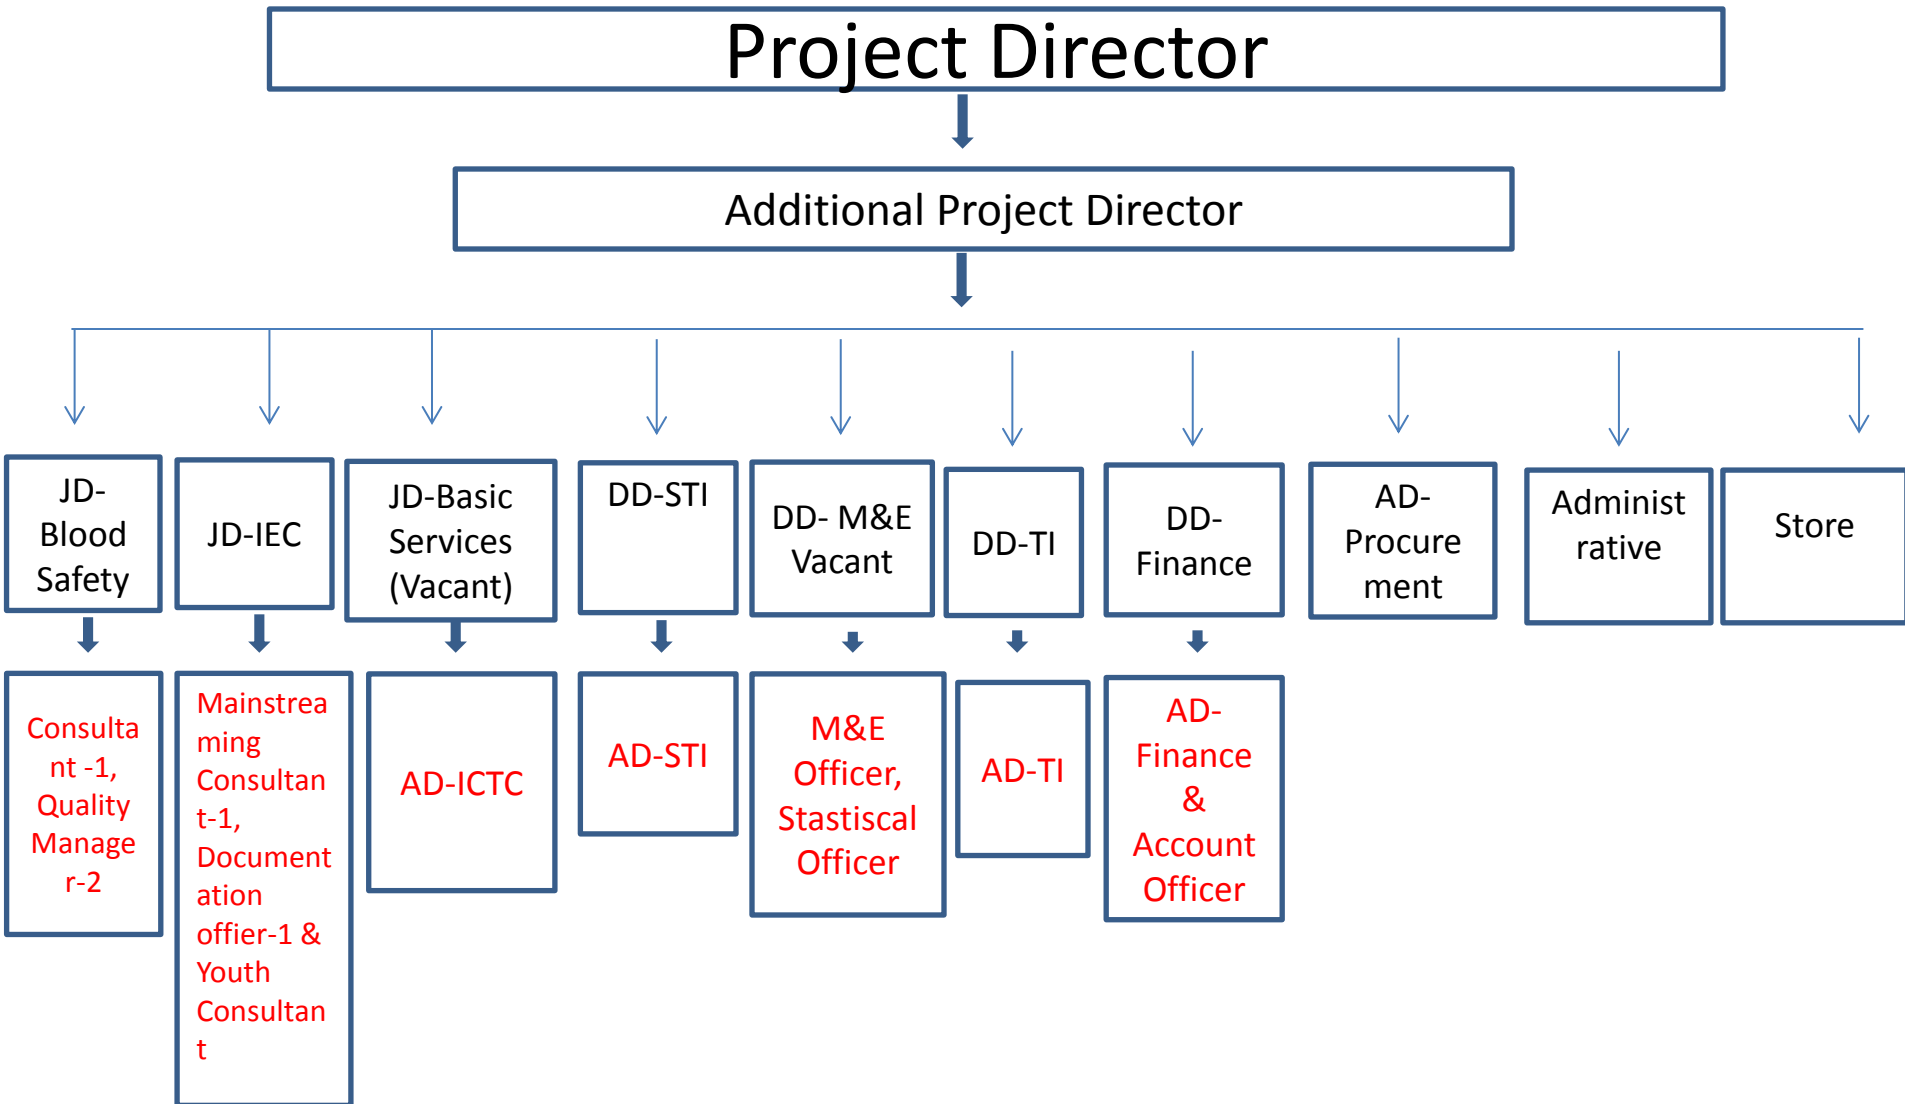 Project Director
Additional Project Director
JD-
Blood
Safety
JD-IEC
JD-Basic
Services
(Vacant)
DD-STI
DD- M&E
Vacant
DD-TI
DD-
Finance
AD-
Procure
ment
Administ
rative
Store
Consulta
nt -1,
Quality
Manage
r-2
Mainstrea
ming
Consultan
t-1,
Document
ation
offier-1 &
Youth
Consultan
t
AD-ICTC
AD-STI
M&E
Officer,
Stastiscal
Officer
AD-TI
AD-
Finance
&
Account
Officer